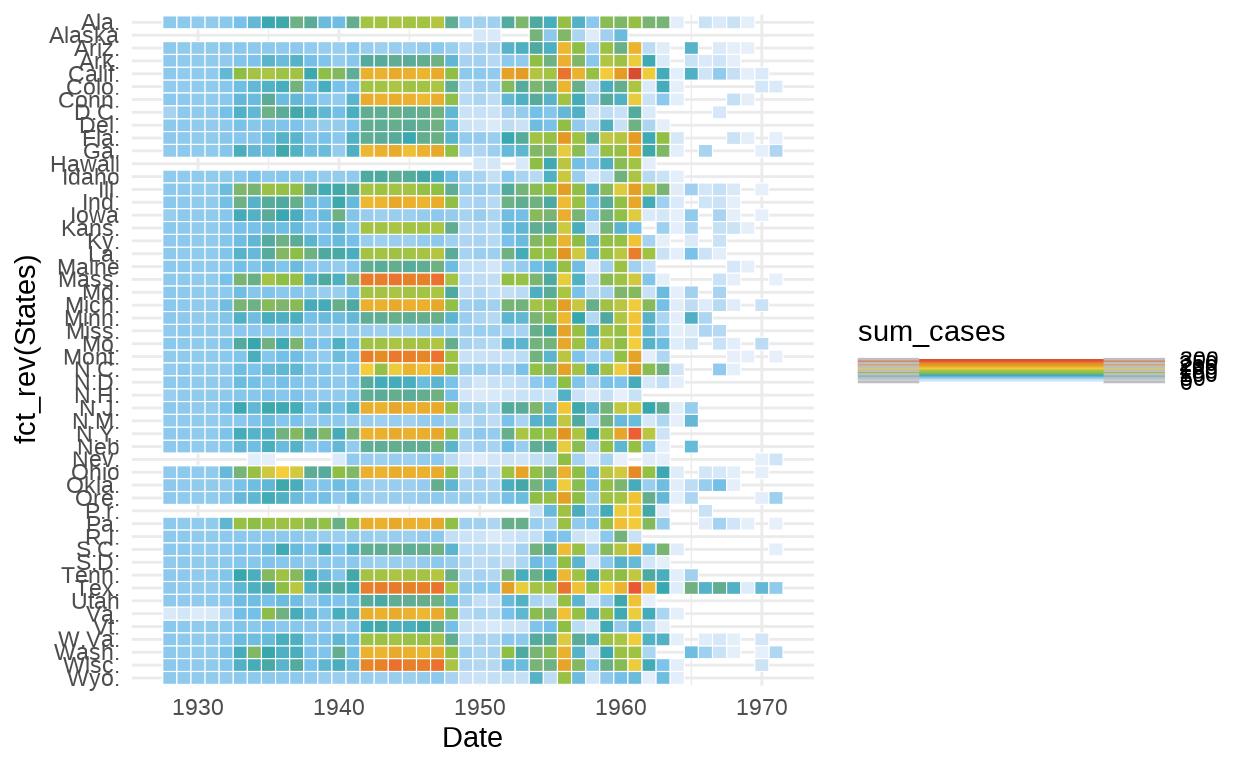 Ala.
Alaska
Ariz.
Ark.
Calif.
Colo.
Conn.
D.C.
Del.
Fla.
Ga.
Hawaii
Idaho
Ill.
Ind.
Iowa
Kans.
Ky.
La.
Maine
Mass.
Md.
Mich.
Minn.
Miss.
Mo.
Mont.
N.C.
N.D.
N.H.
N.J.
N.M.
N.Y.
Neb
Nev.
Ohio
Okla.
Ore.
P.r.
Pa.
R.I.
S.C.
S.D.
Tenn.
Tex.
Utah
Va.
Vt.
W.Va.
Wash.
Wisc.
Wyo.
fct_rev(States)
1930 1940 1950 1960 1970
Date
sum_cases